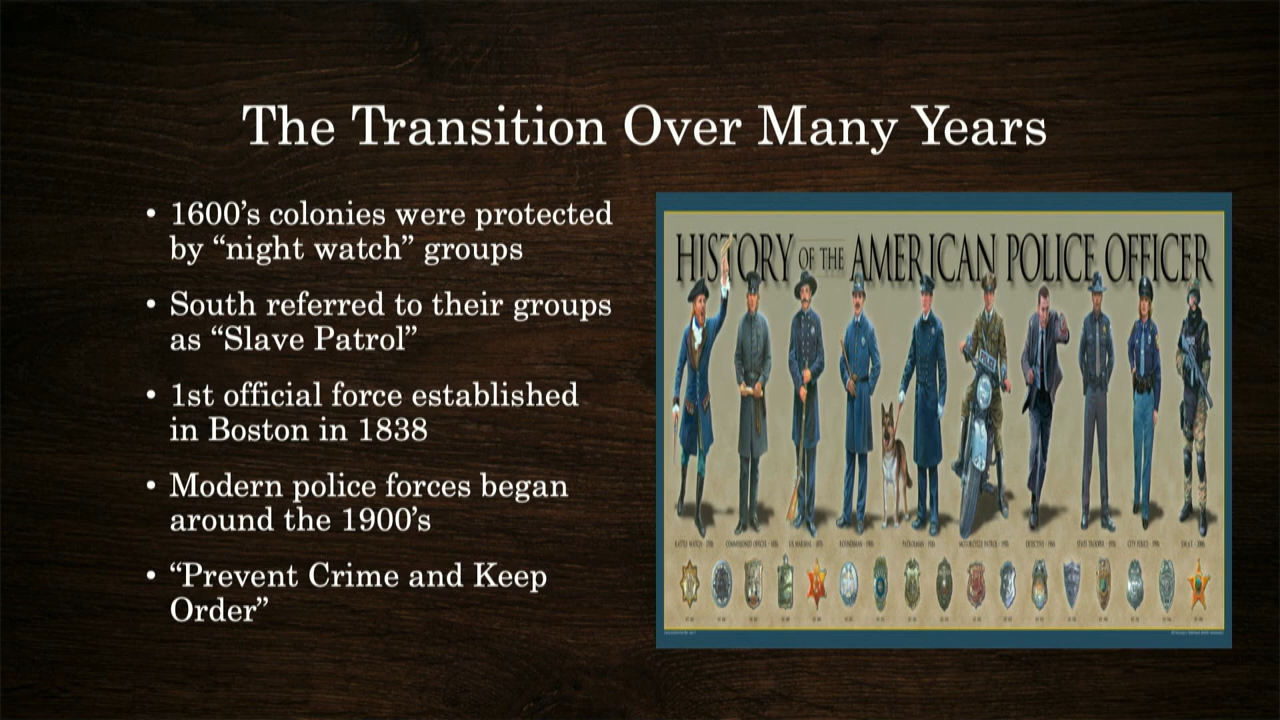 The Transition Over Many Years
• 1600’s colonies were protected
by “night watch” groups
• South referred to their groups
as “Slave Patrol”
• 1st official force established
in Boston in 1838
• Modern police forces began
around the 1900’s
• “Prevent Crime and Keep
Order”
HISTORY OF THE AMERICAN POLICE OFFICER
POLICE